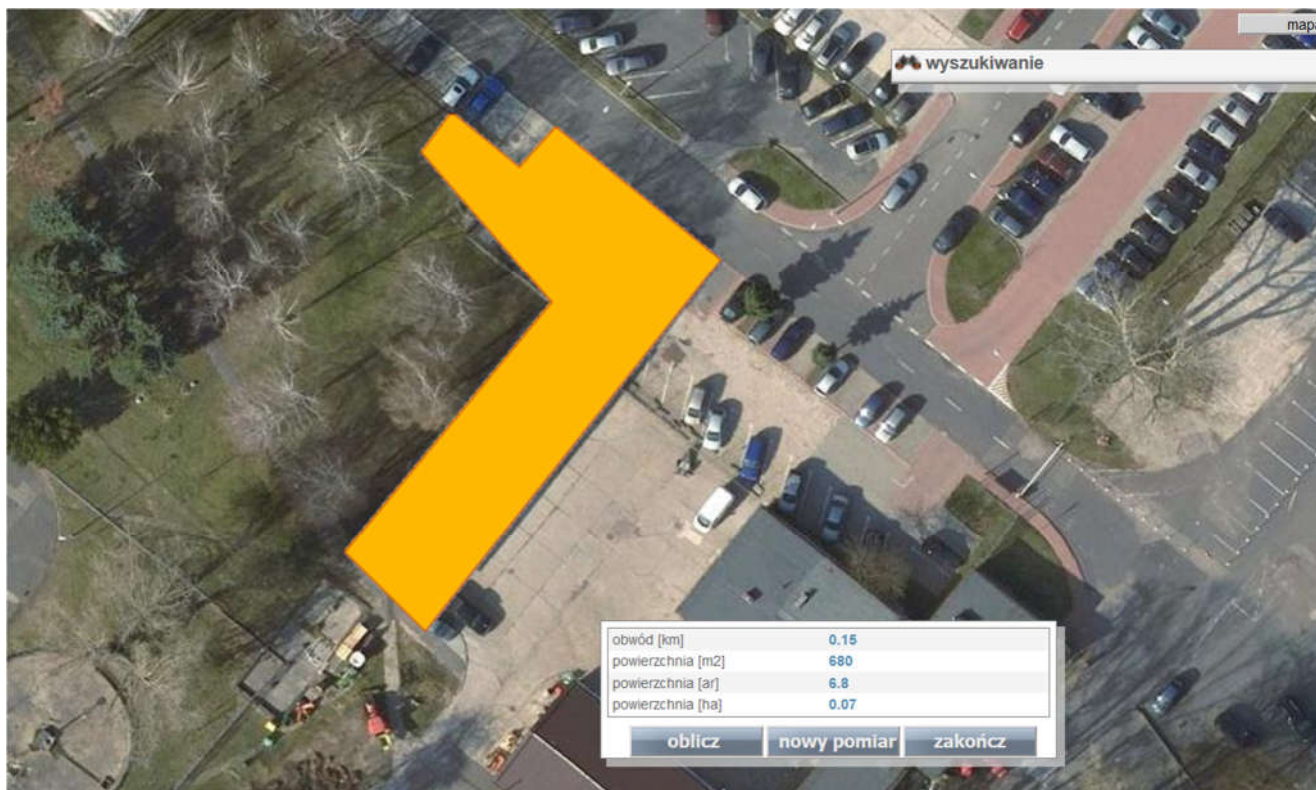 mapa
wyszukiwanie
obwód [km] 0.15
powierzchnia [m2] 680
powierzchnia [ar] 6.8
powierzchnia [ha] 0.07
oblicz nowy pomiar zakończ